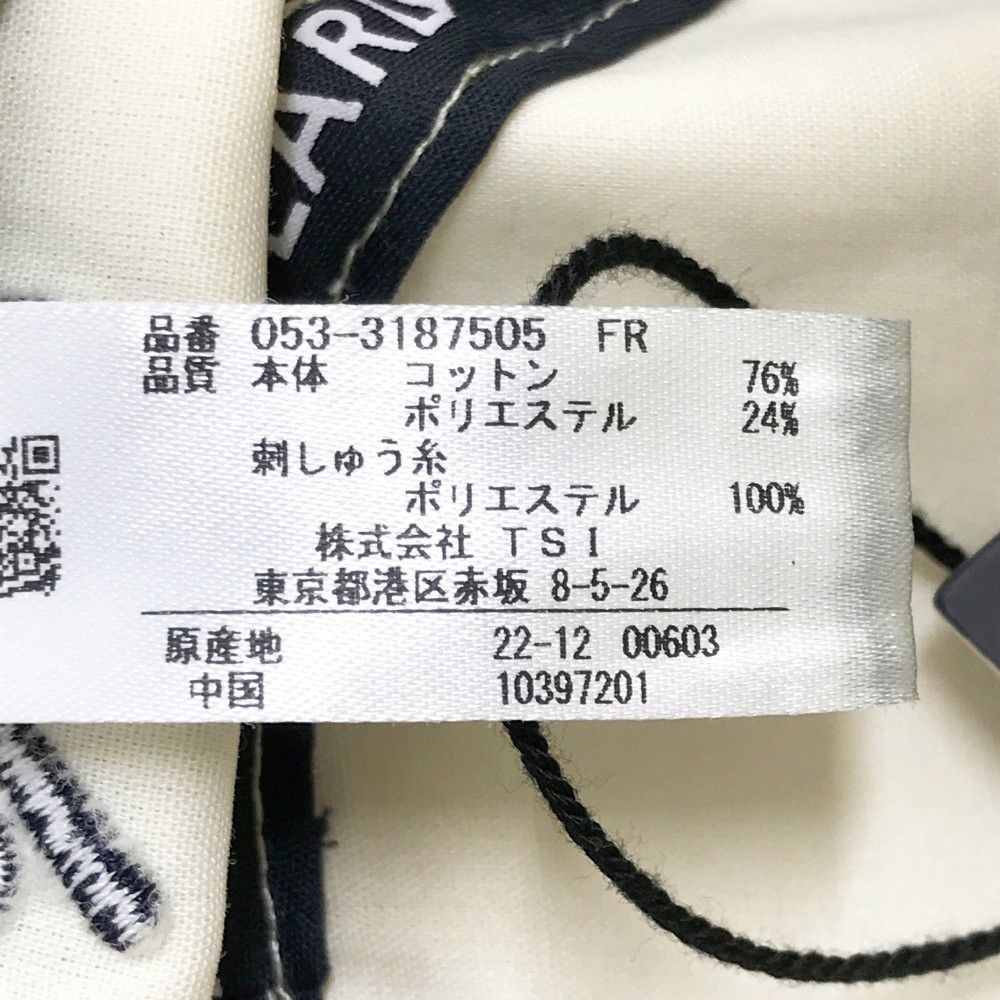 EAR
品番 053-3187505 FR
品質 本体 コットン 76%
ポリエステル 24%
刺しゅう糸
ポリエステル 100%
株式会社 TSI
東京都港区赤坂 8-5-26
原産地 22-12 00603
中国 10397201